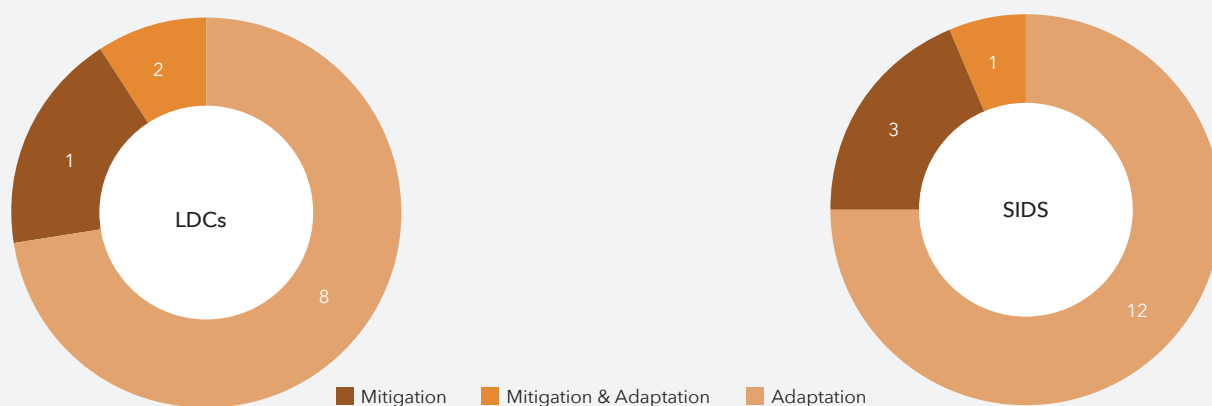 2
1
LDCs
8
1
3
SIDS
12
Mitigation
Mitigation & Adaptation
Adaptation